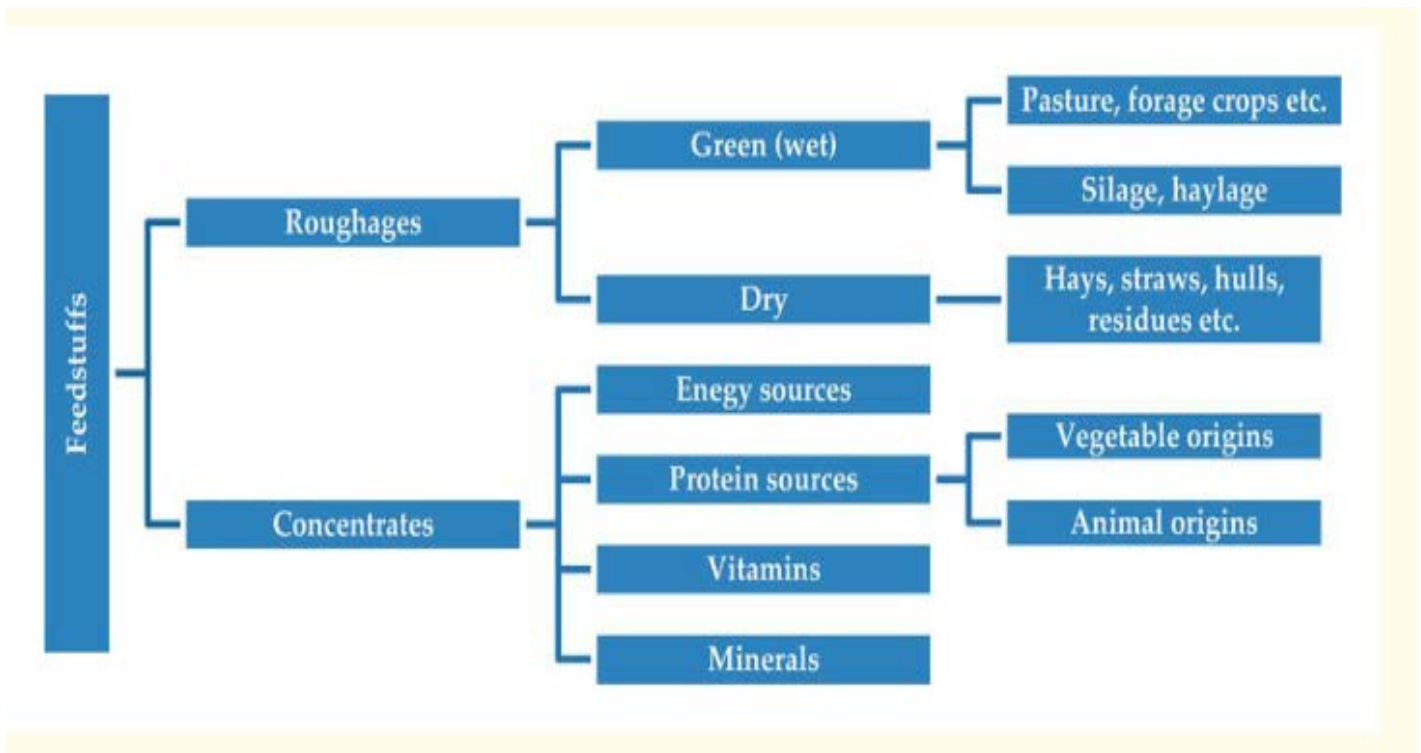 Feedstuffs
Roughages
Green (wet)
Pasture, forage crops etc.
Silage, haylage
Dry
Hays, straws, hulls,
residues etc.
Concentrates
Enegy sources
Protein sources
Vegetable origins
Animal origins
Vitamins
Minerals